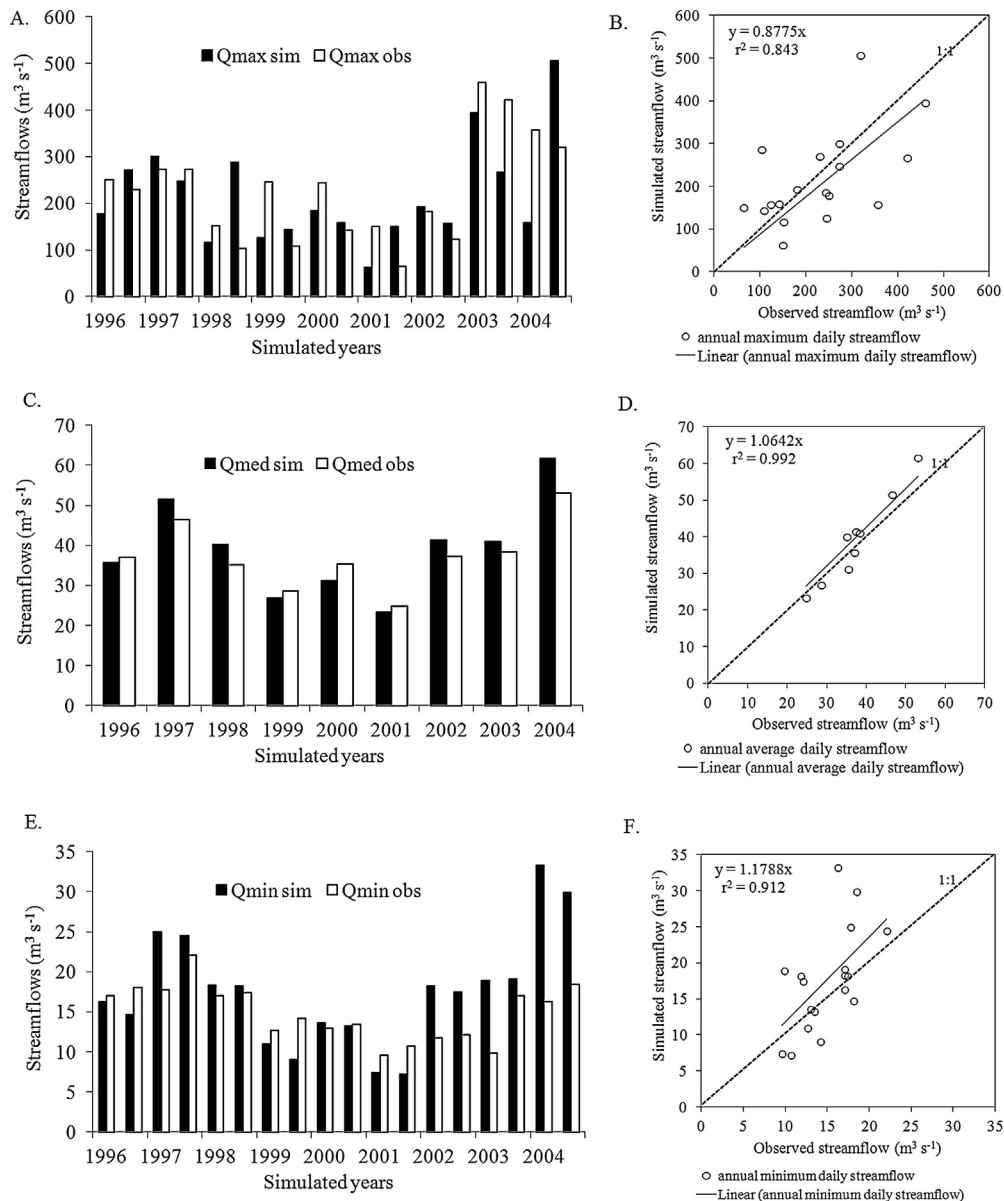 A.
600
500
400
300
200
100
0
Streamflows (m³ s⁻¹)
Qmax sim Qmax obs
1996 1997 1998 1999 2000 2001 2002 2003 2004
Simulated years
B.
600
500
400
300
200
100
0
Simulated streamflow (m³ s⁻¹)
y = 0.8775x
r² = 0.843
1:1
0 100 200 300 400 500 600
Observed streamflow (m³ s⁻¹)
annual maximum daily streamflow
Linear (annual maximum daily streamflow)
C.
70
60
50
40
30
20
10
0
Streamflows (m³ s⁻¹)
Qmed sim Qmed obs
1996 1997 1998 1999 2000 2001 2002 2003 2004
Simulated years
D.
70
60
50
40
30
20
10
0
Simulated streamflow (m³ s⁻¹)
y = 1.0642x
r² = 0.992
1:1
0 10 20 30 40 50 60 70
Observed streamflow (m³ s⁻¹)
annual average daily streamflow
Linear (annual average daily streamflow)
E.
35
30
25
20
15
10
5
0
Streamflows (m³ s⁻¹)
Qmin sim Qmin obs
1996 1997 1998 1999 2000 2001 2002 2003 2004
Simulated years
F.
35
30
25
20
15
10
5
0
Simulated streamflow (m³ s⁻¹)
y = 1.1788x
r² = 0.912
1:1
0 5 10 15 20 25 30 35
Observed streamflow (m³ s⁻¹)
annual minimum daily streamflow
Linear (annual minimum daily streamflow)